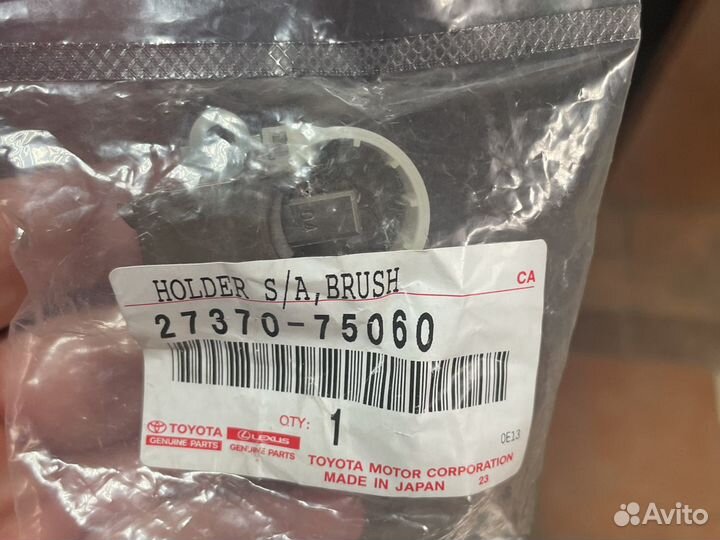 HOLDER S/A,BRUSH
CA
27370-75060
QTY: 1
0E13
TOYOTA
GENUINE PARTS
LEXUS
GENUINE PARTS
TOYOTA MOTOR CORPORATION
MADE IN JAPAN 23
Avito